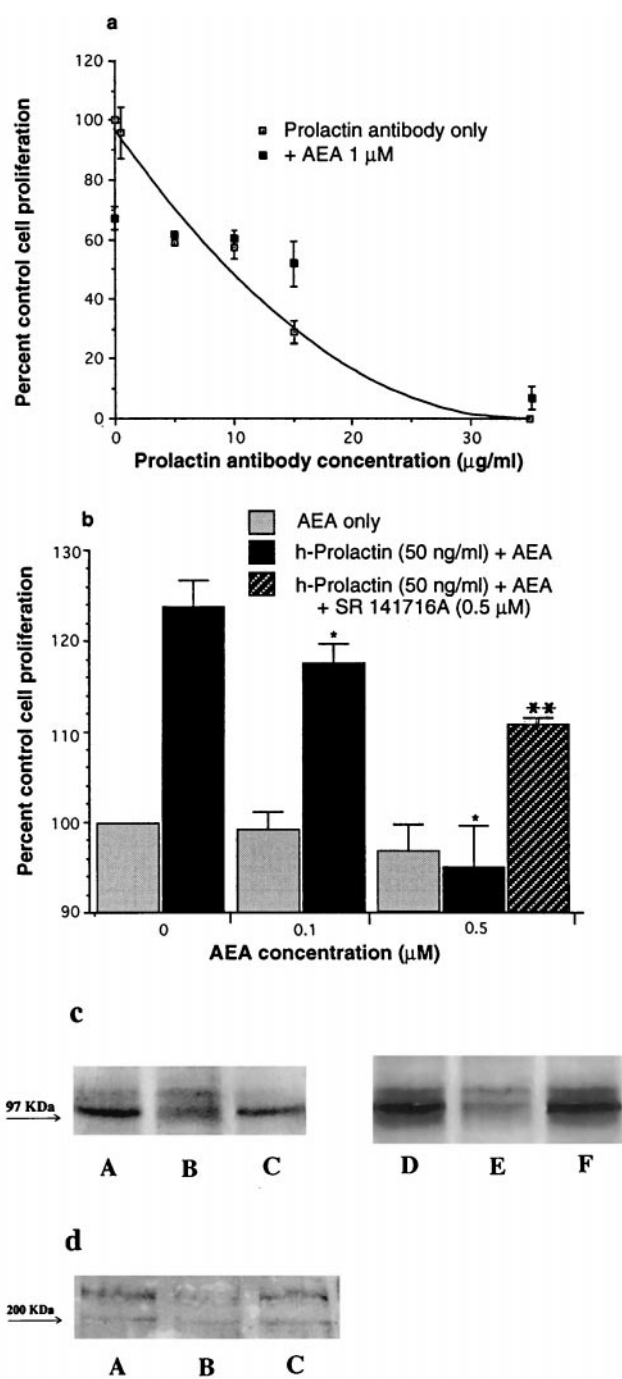 a
120
100
80
60
40
20
0
Percent control cell proliferation
Prolactin antibody only
+ AEA 1 µM
0 10 20 30
Prolactin antibody concentration (µg/ml)
b
AEA only
h-Prolactin (50 ng/ml) + AEA
h-Prolactin (50 ng/ml) + AEA
+ SR 141716A (0.5 µM)
130
120
110
100
90
Percent control cell proliferation
*
*
**
0 0.1 0.5
AEA concentration (µM)
c
97 KDa
A B C D E F
d
200 KDa
A B C